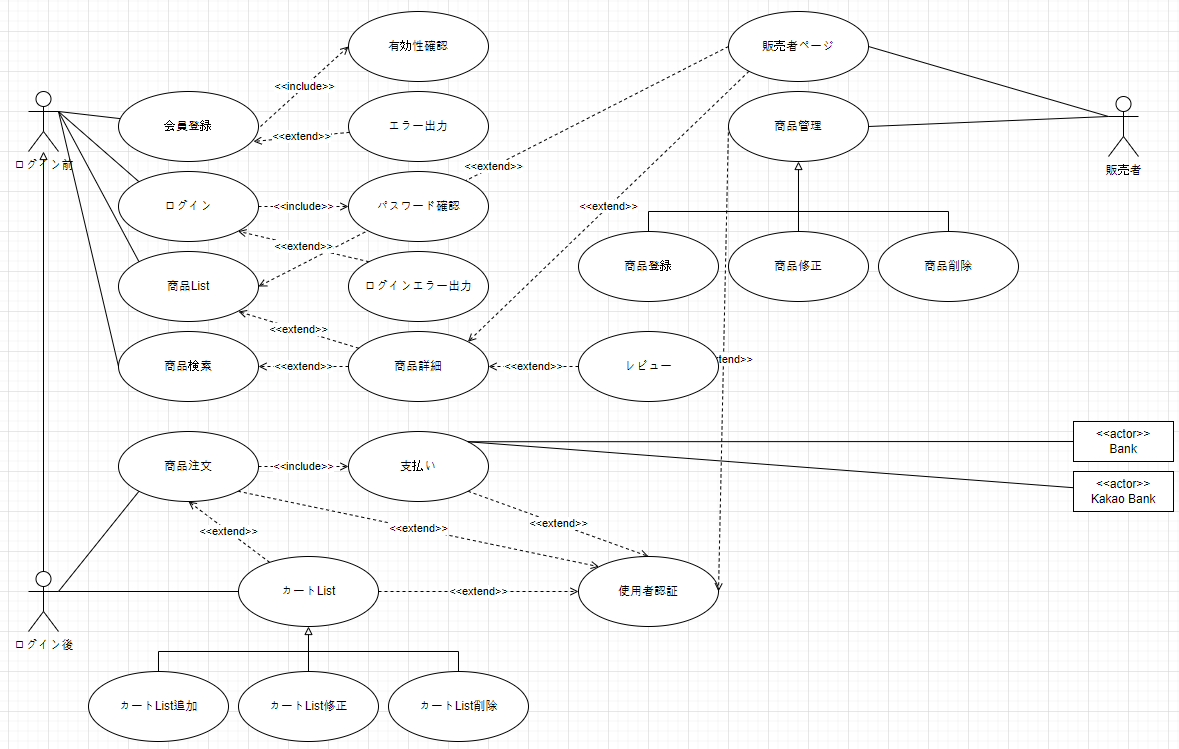 有効性確認
販売者ページ
<<include>>
会員登録
エラー出力
商品管理
<<extend>>
ログイン前
<<extend>>
販売者
ログイン
<<include>>
パスワード確認
<<extend>>
<<extend>>
商品List
ログインエラー出力
商品登録
商品修正
商品削除
<<extend>>
商品検索
<<extend>>
商品詳細
<<extend>>
レビュー
tend>>
商品注文
<<include>>
支払い
<<actor>>
Bank
<<actor>>
Kakao Bank
<<extend>>
<<extend>>
<<extend>>
カートList
<<extend>>
使用者認証
ログイン後
カートList追加
カートList修正
カートList削除